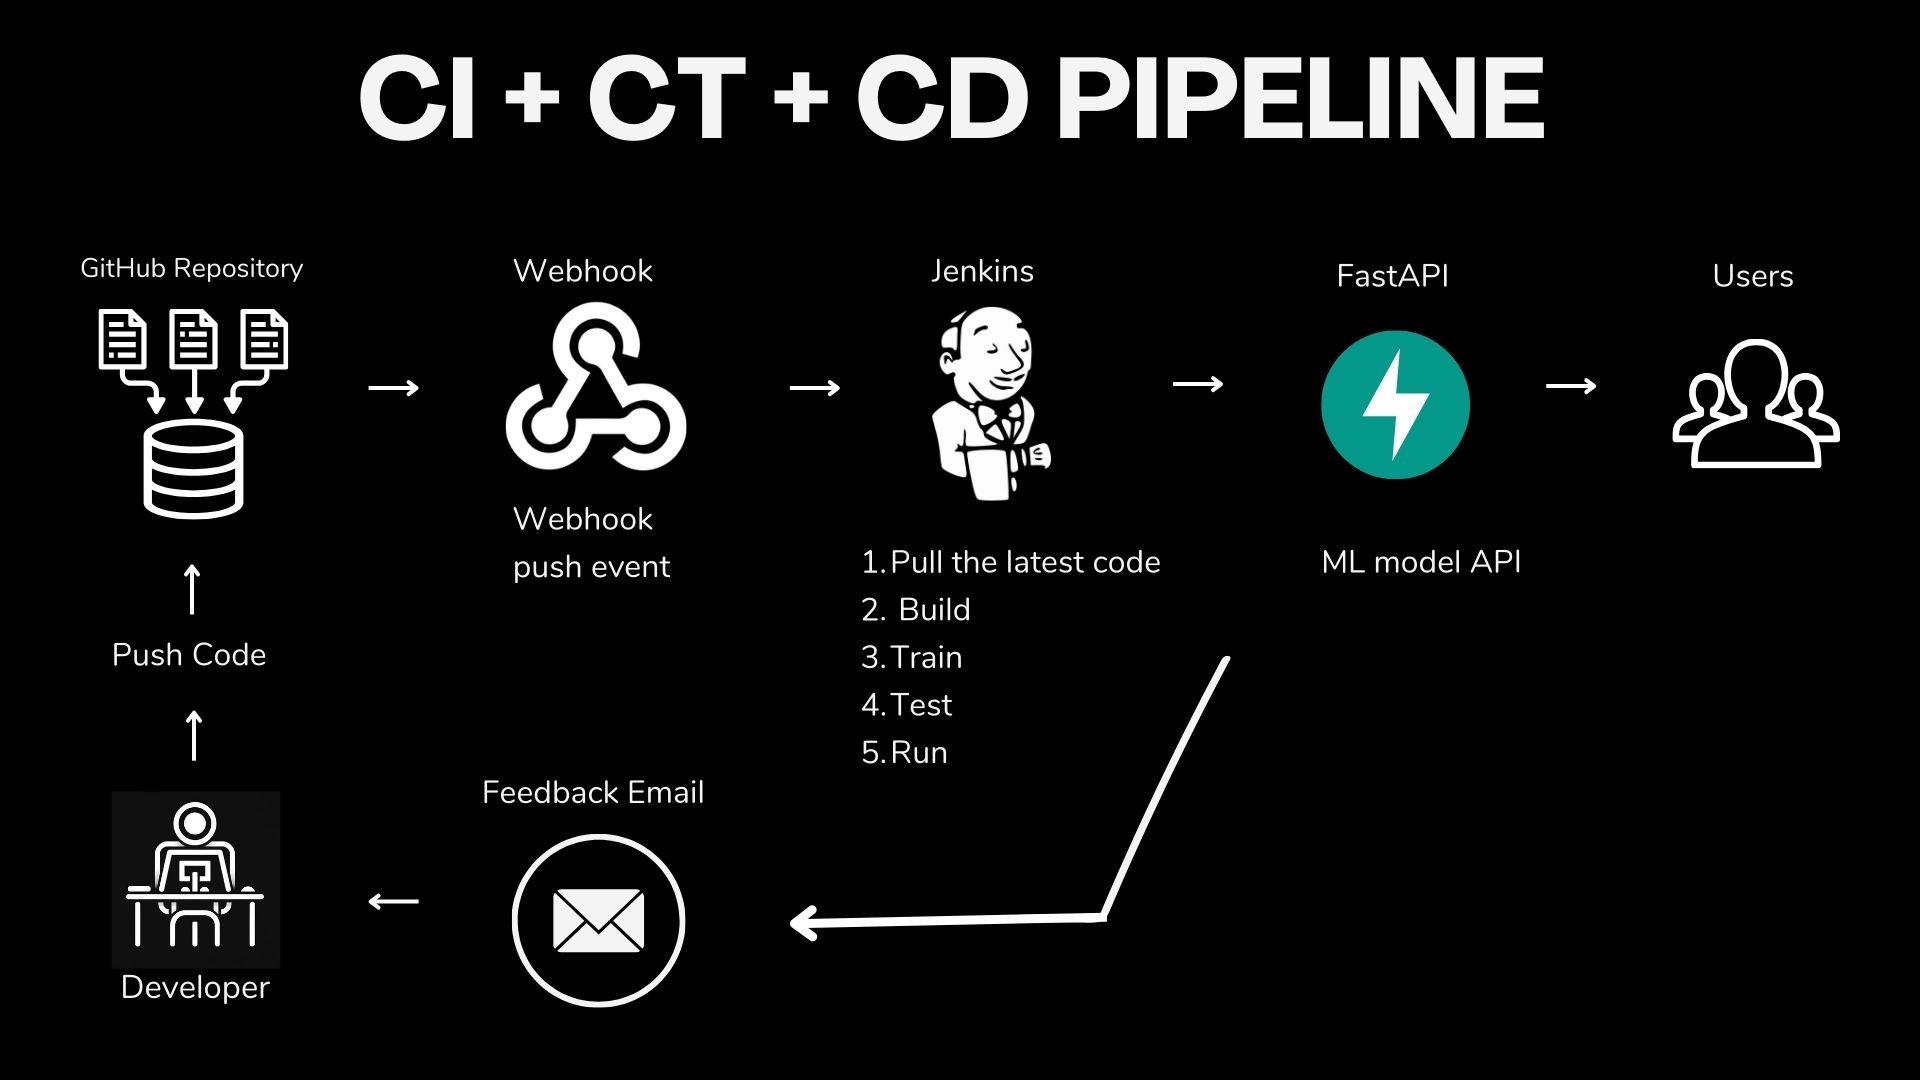 CI + CT + CD PIPELINE
GitHub Repository
Webhook
Jenkins
FastAPI
Users
Webhook
push event
1. Pull the latest code
2. Build
3. Train
4. Test
5. Run
ML model API
Push Code
Feedback Email
Developer